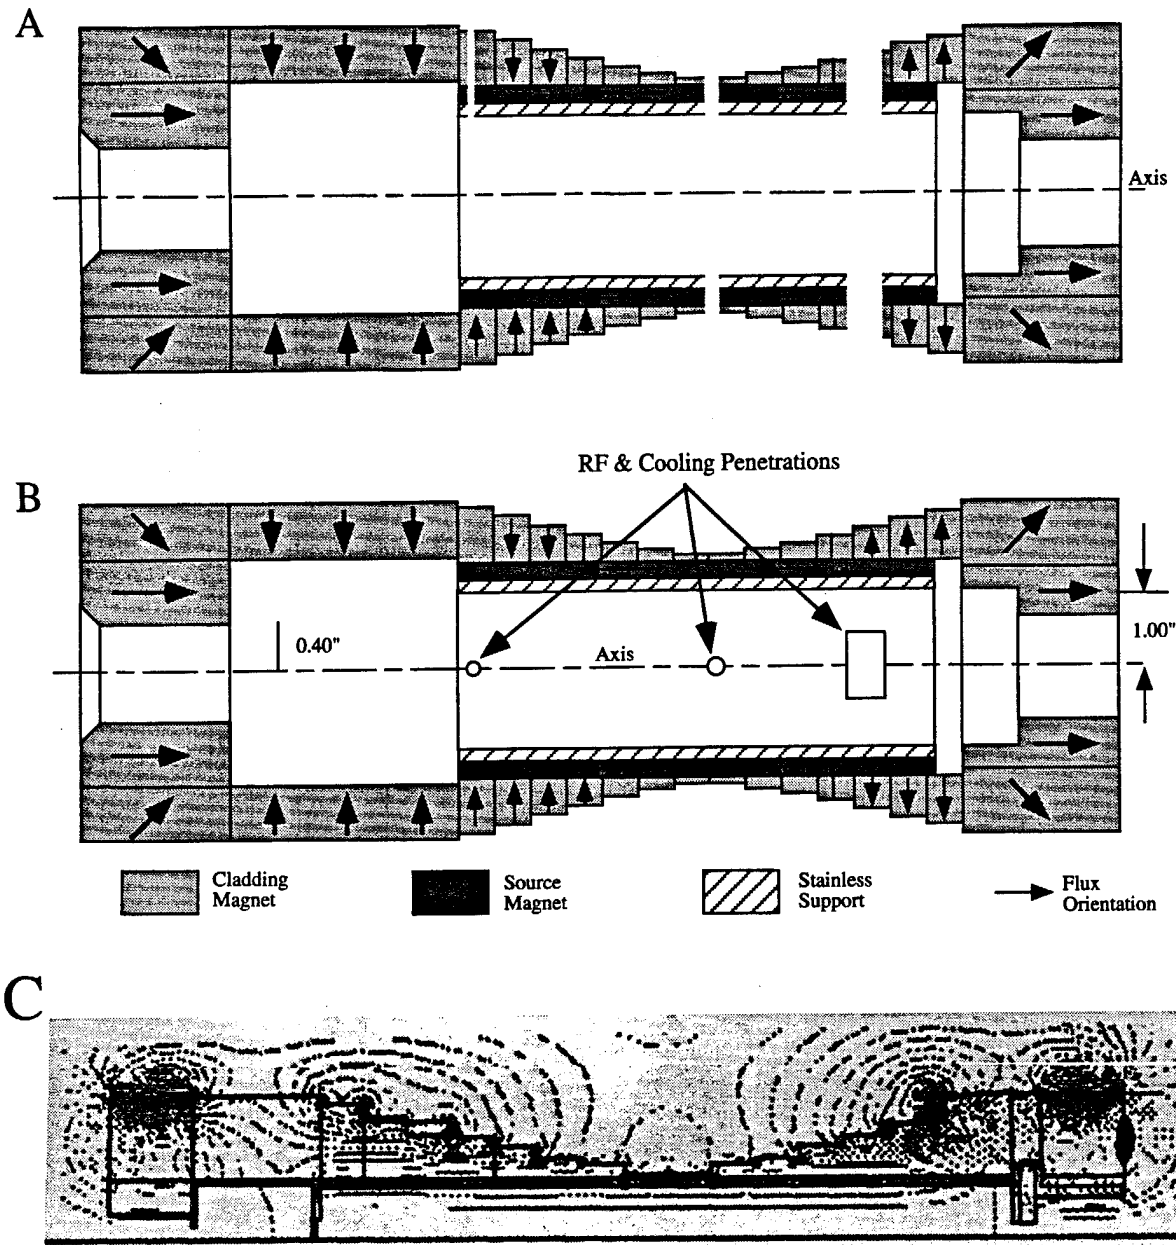 A
Axis
B
RF & Cooling Penetrations
0.40"
Axis
1.00"
Cladding
Magnet
Source
Magnet
Stainless
Support
Flux
Orientation
C